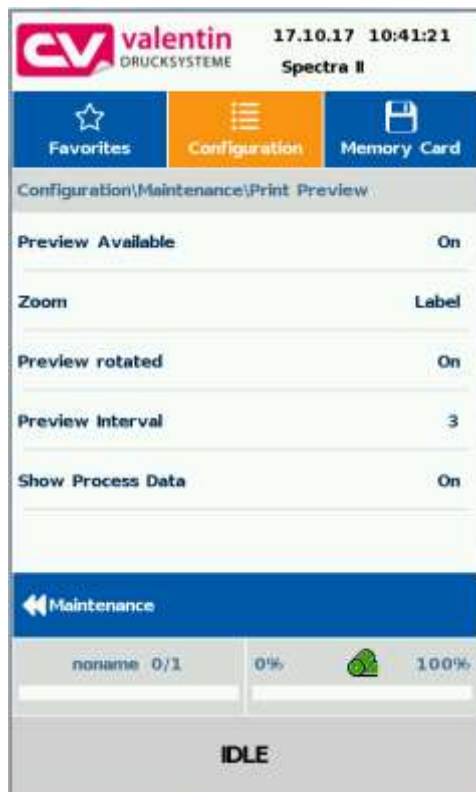 CV valentin 17.10.17 10:41:21
DRUCKSYSTEME Spectra II
Favorites Configuration Memory Card
Configuration\Maintenance\Print Preview
Preview Available On
Zoom Label
Preview rotated On
Preview Interval 3
Show Process Data On
Maintenance
noname 0/1 0% 100%
IDLE